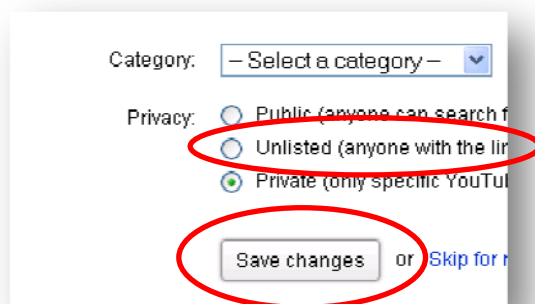 Category: – Select a category –
Privacy: Public (anyone can search f
Unlisted (anyone with the lin
Private (only specific YouTu
Save changes or Skip for